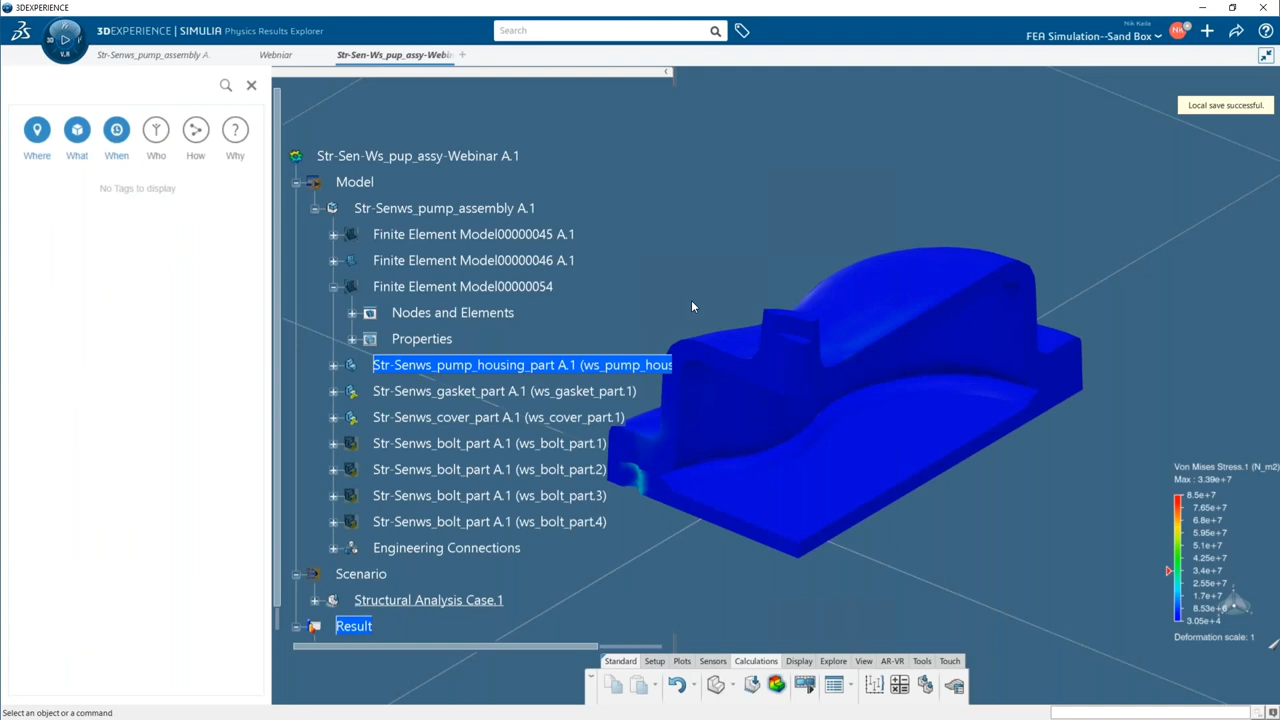 3DEXPERIENCE
3DEXPERIENCE | SIMULIA Physics Results Explorer
Search
Nik Kaile
FEA Simulation--Sand Box
NK
3D
V.R
Str-Senws_pump_assembly A.
Webniar
Str-Sen-Ws_pup_assy-Webin
Local save successful.
Where
What
When
Who
How
Why
No Tags to display
Str-Sen-Ws_pup_assy-Webinar A.1
Model
Str-Senws_pump_assembly A.1
Finite Element Model00000045 A.1
Finite Element Model00000046 A.1
Finite Element Model00000054
Nodes and Elements
Properties
Str-Senws_pump_housing_part A.1 (ws_pump_hous
Str-Senws_gasket_part A.1 (ws_gasket_part.1)
Str-Senws_cover_part A.1 (ws_cover_part.1)
Str-Senws_bolt_part A.1 (ws_bolt_part.1)
Str-Senws_bolt_part A.1 (ws_bolt_part.2)
Str-Senws_bolt_part A.1 (ws_bolt_part.3)
Str-Senws_bolt_part A.1 (ws_bolt_part.4)
Engineering Connections
Scenario
Structural Analysis Case.1
Result
Von Mises Stress.1 (N_m2)
Max : 3.39e+7
8.5e+7
7.65e+7
6.8e+7
5.95e+7
5.1e+7
4.25e+7
3.4e+7
2.55e+7
1.7e+7
8.53e+6
3.05e+4
Deformation scale: 1
Standard Setup Plots Sensors Calculations Display Explore View AR-VR Tools Touch
Select an object or a command